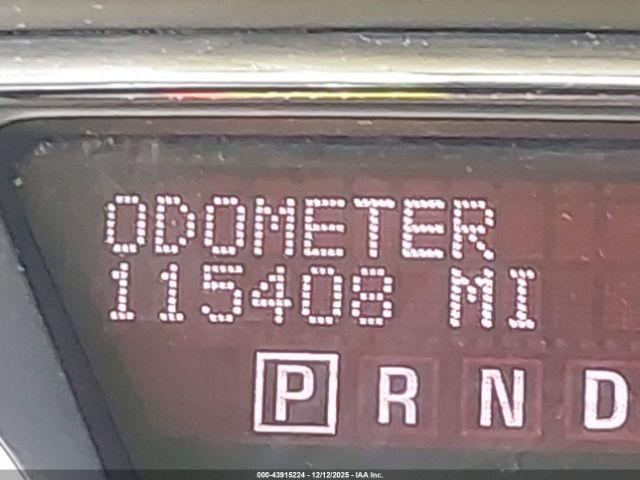 ODOMETER
115408 MI
P R N D
000-43915224 - 12/12/2025 - IAA Inc.